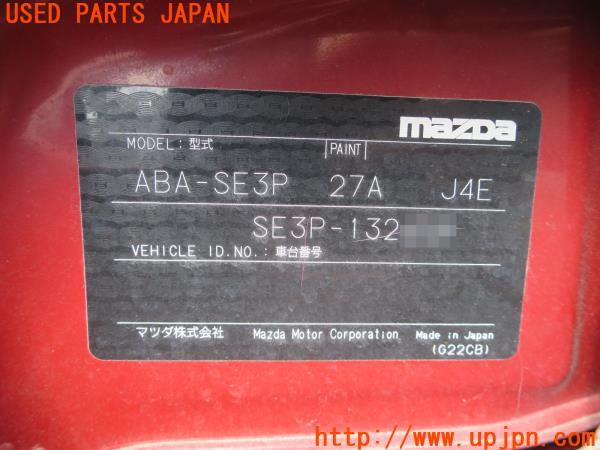 USED PARTS JAPAN
mazda
MODEL: 型式 PAINT
ABA-SE3P 27A J4E
SE3P-132
VEHICLE ID.NO.: 車台番号
マツダ株式会社 Mazda Motor Corporation Made in Japan
(G22CB)
http://www.upjpn.com/